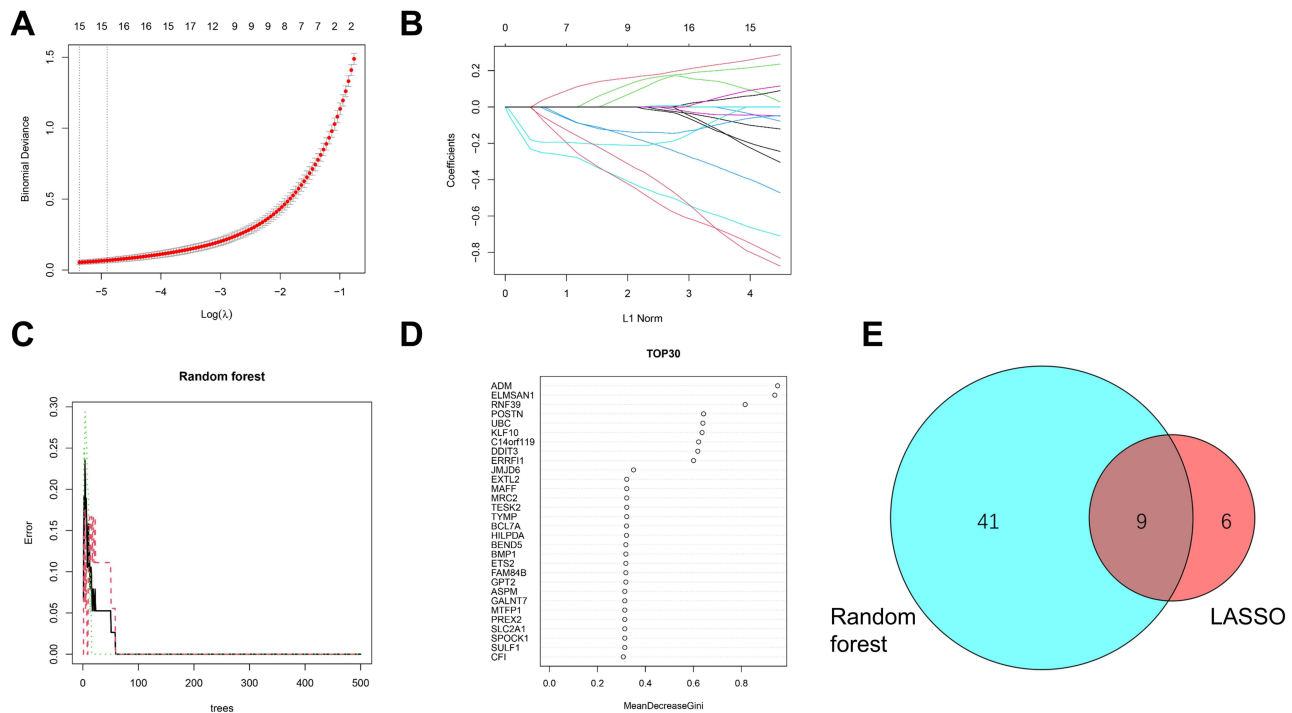 A
15 15 16 16 15 17 12 9 9 9 8 7 7 2 2
1.5
1.0
0.5
0.0
Binomial Deviance
−5 −4 −3 −2 −1
Log(λ)
B
0 7 9 16 15
0.2
0.0
−0.2
−0.4
−0.6
−0.8
Coefficients
0 1 2 3 4
L1 Norm
C
Random forest
0.30
0.25
0.20
0.15
0.10
0.05
0.00
Error
0 100 200 300 400 500
trees
D
TOP30
ADM
ELMSAN1
RNF39
POSTN
UBC
KLF10
C14orf119
DDIT3
ERRFI1
JMJD6
EXTL2
MAFF
MRC2
TESK2
TYMP
BCL7A
HILPDA
BEND5
BMP1
ETS2
FAM84B
GPT2
ASPM
GALNT7
MTFP1
PREX2
SLC2A1
SPOCK1
SULF1
CFI
0.0 0.2 0.4 0.6 0.8
MeanDecreaseGini
E
41 9 6
Random
forest
LASSO